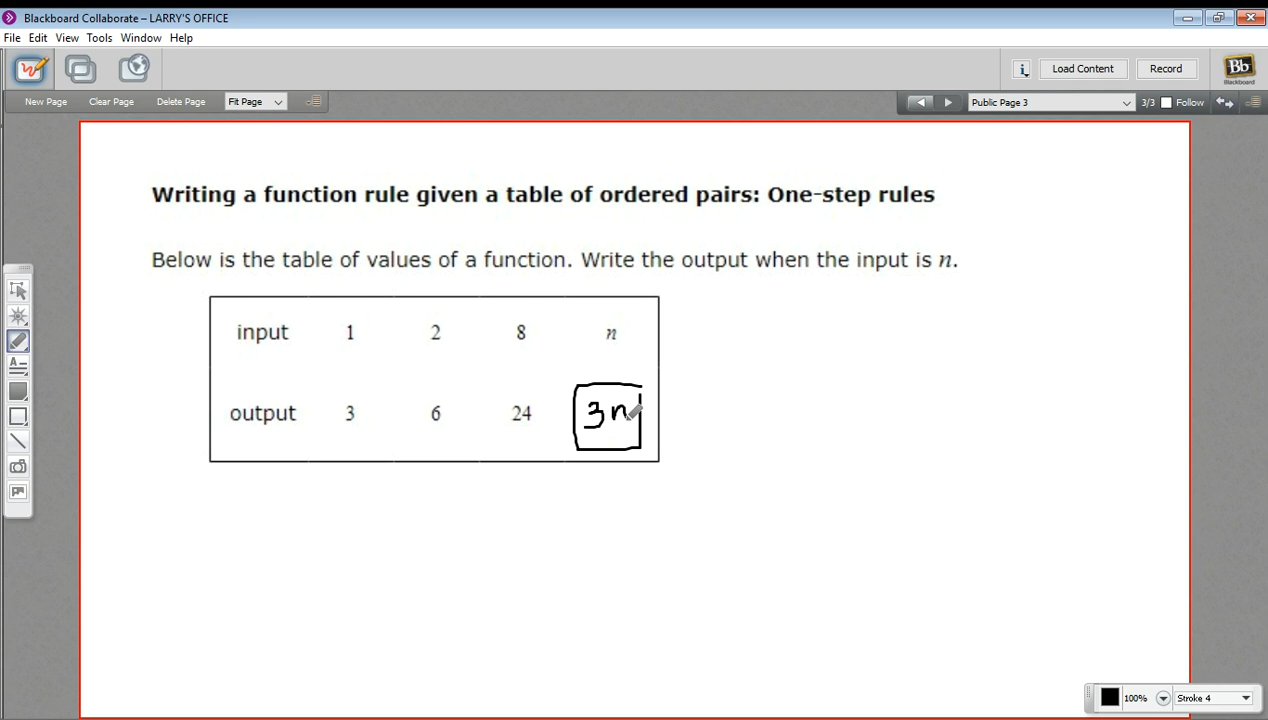 Blackboard Collaborate – LARRY'S OFFICE
File Edit View Tools Window Help
Load Content Record Bb Blackboard
New Page Clear Page Delete Page Fit Page Public Page 3 3/3 Follow
Writing a function rule given a table of ordered pairs: One-step rules
Below is the table of values of a function. Write the output when the input is n.
input 1 2 8 n
output 3 6 24 3n
100% Stroke 4